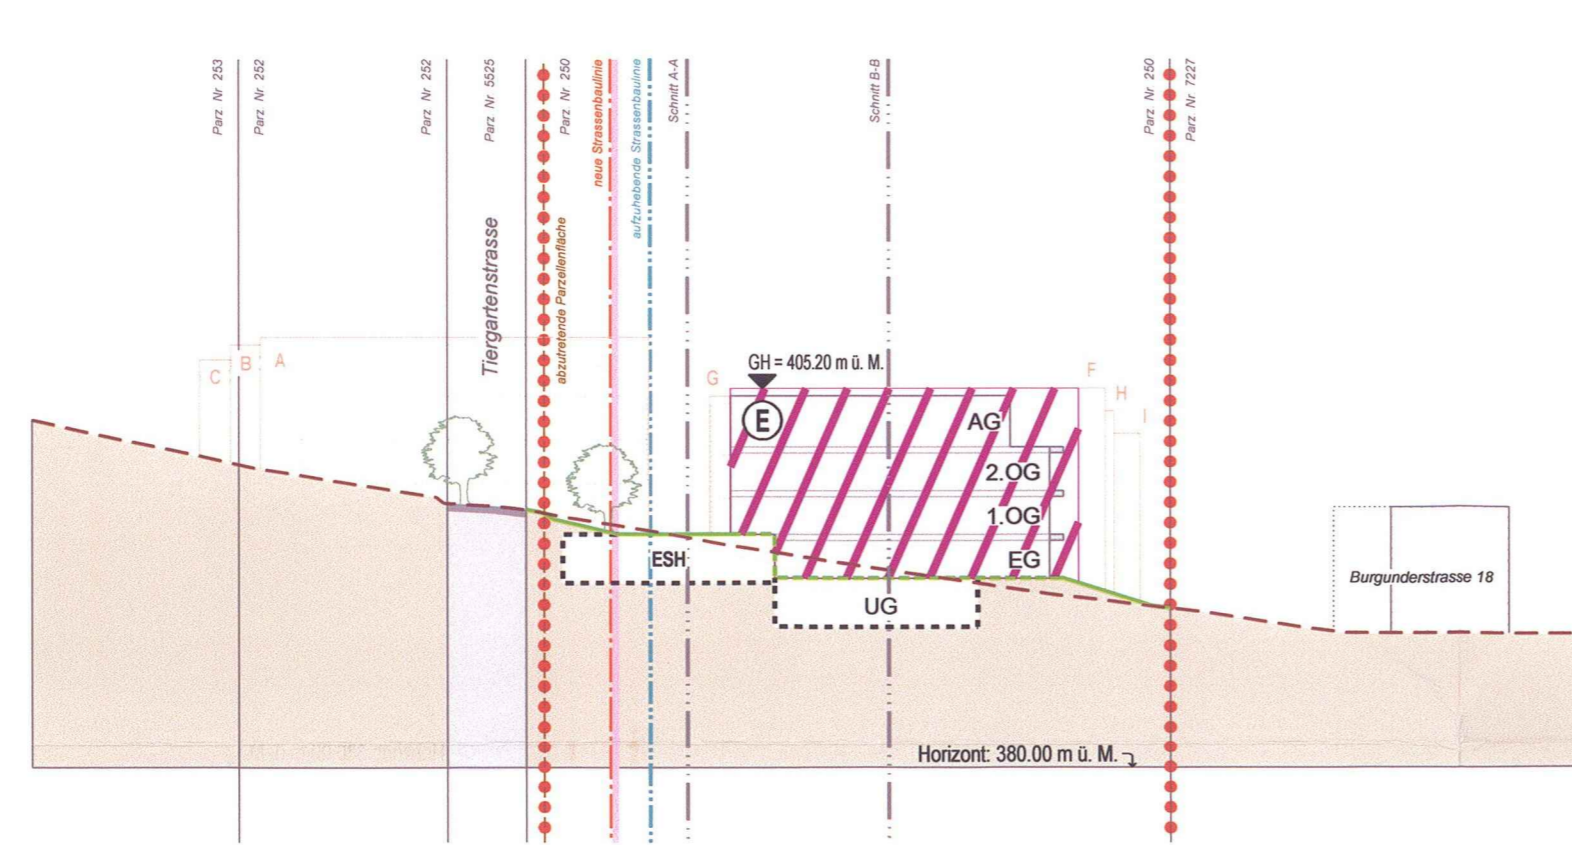 Parz Nr 253
Parz Nr 252
Parz Nr 252
Parz Nr 5525
Parz Nr 250
neue Strassenbaulinie
aufzuhebende Strassenbaulinie
Schnitt A-A
Schnitt B-B
Parz Nr 250
Parz Nr 7227
Tiergartenstrasse
abzutretende Parzellenfläche
C
B
A
GH = 405.20 m ü. M.
G
E
F
H
I
AG
2.OG
1.OG
EG
ESH
UG
Burgunderstrasse 18
Horizont: 380.00 m ü. M.